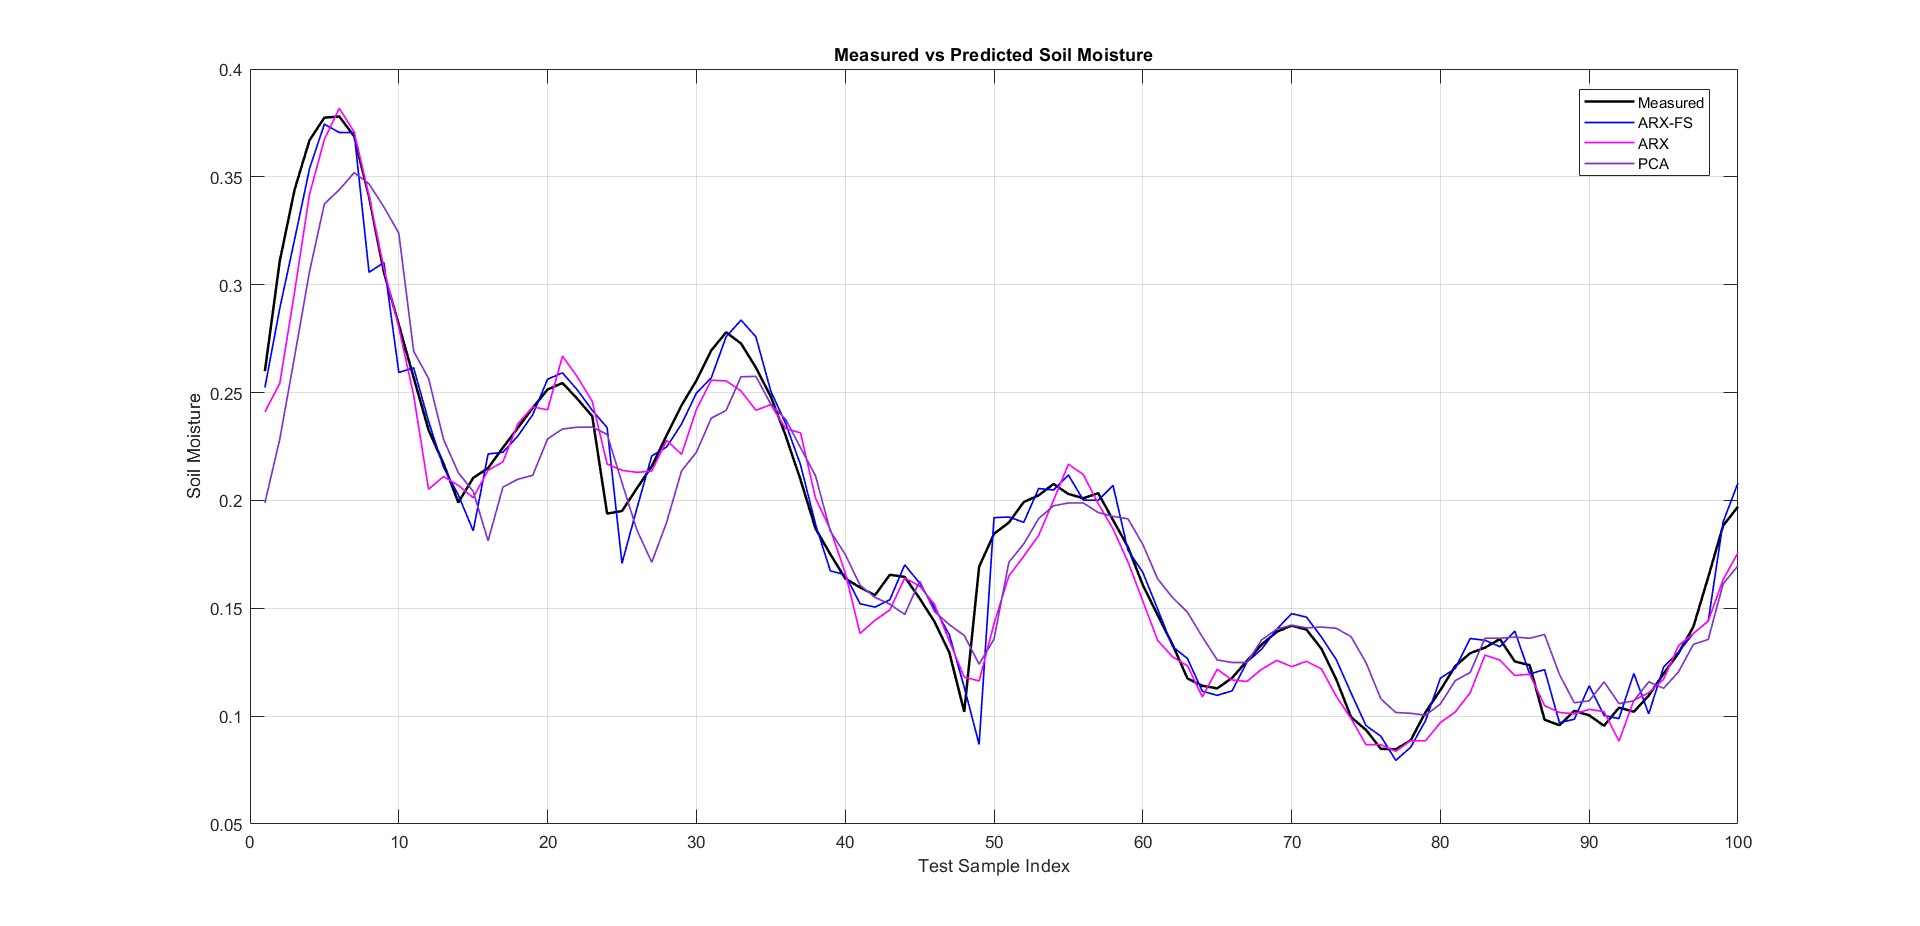 Measured vs Predicted Soil Moisture
0.4
0.35
0.3
0.25
0.2
0.15
0.1
0.05
Soil Moisture
Measured
ARX-FS
ARX
PCA
0 10 20 30 40 50 60 70 80 90 100
Test Sample Index